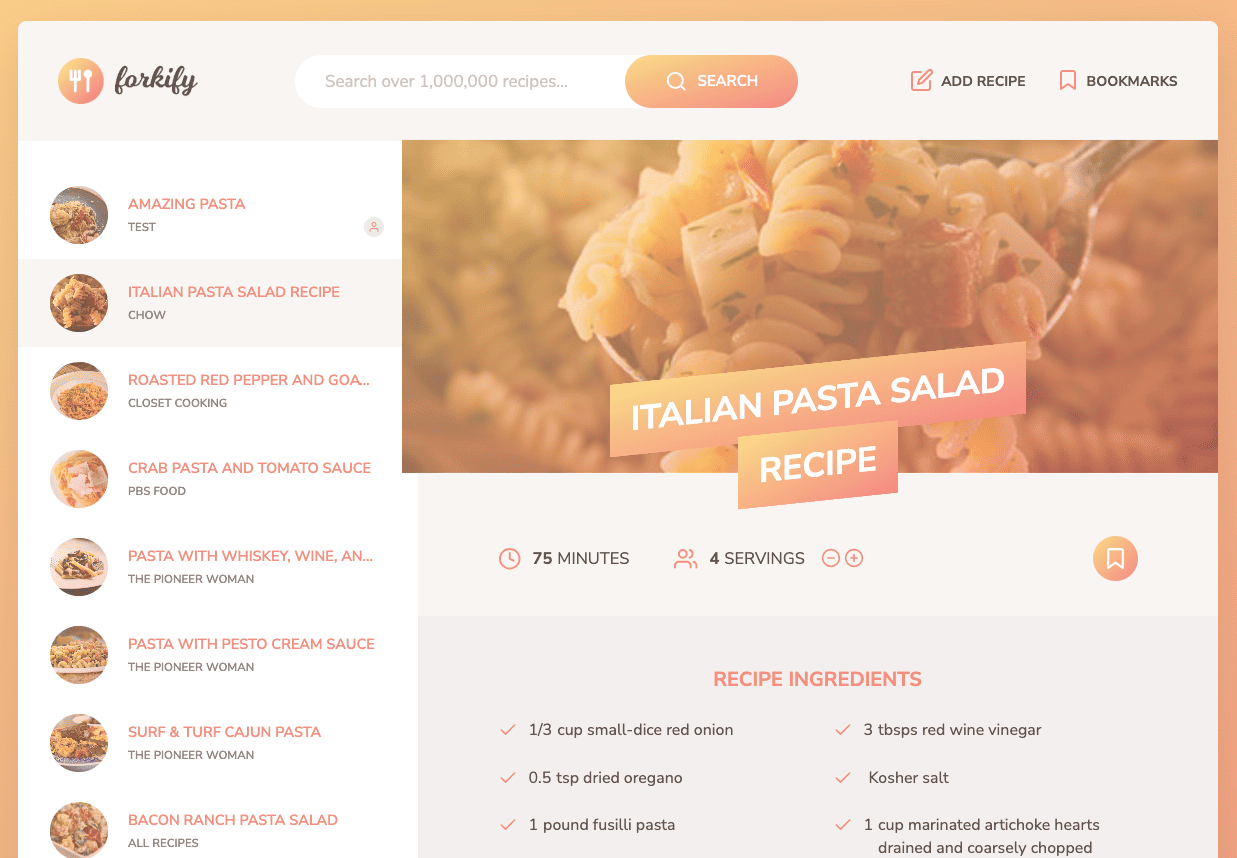 forkify
Search over 1,000,000 recipes...
SEARCH
ADD RECIPE
BOOKMARKS
AMAZING PASTA
TEST
ITALIAN PASTA SALAD RECIPE
CHOW
ROASTED RED PEPPER AND GOA...
CLOSET COOKING
CRAB PASTA AND TOMATO SAUCE
PBS FOOD
PASTA WITH WHISKEY, WINE, AN...
THE PIONEER WOMAN
PASTA WITH PESTO CREAM SAUCE
THE PIONEER WOMAN
SURF & TURF CAJUN PASTA
THE PIONEER WOMAN
BACON RANCH PASTA SALAD
ALL RECIPES
ITALIAN PASTA SALAD
RECIPE
75 MINUTES
4 SERVINGS
RECIPE INGREDIENTS
1/3 cup small-dice red onion
3 tbsps red wine vinegar
0.5 tsp dried oregano
Kosher salt
1 pound fusilli pasta
1 cup marinated artichoke hearts
drained and coarsely chopped